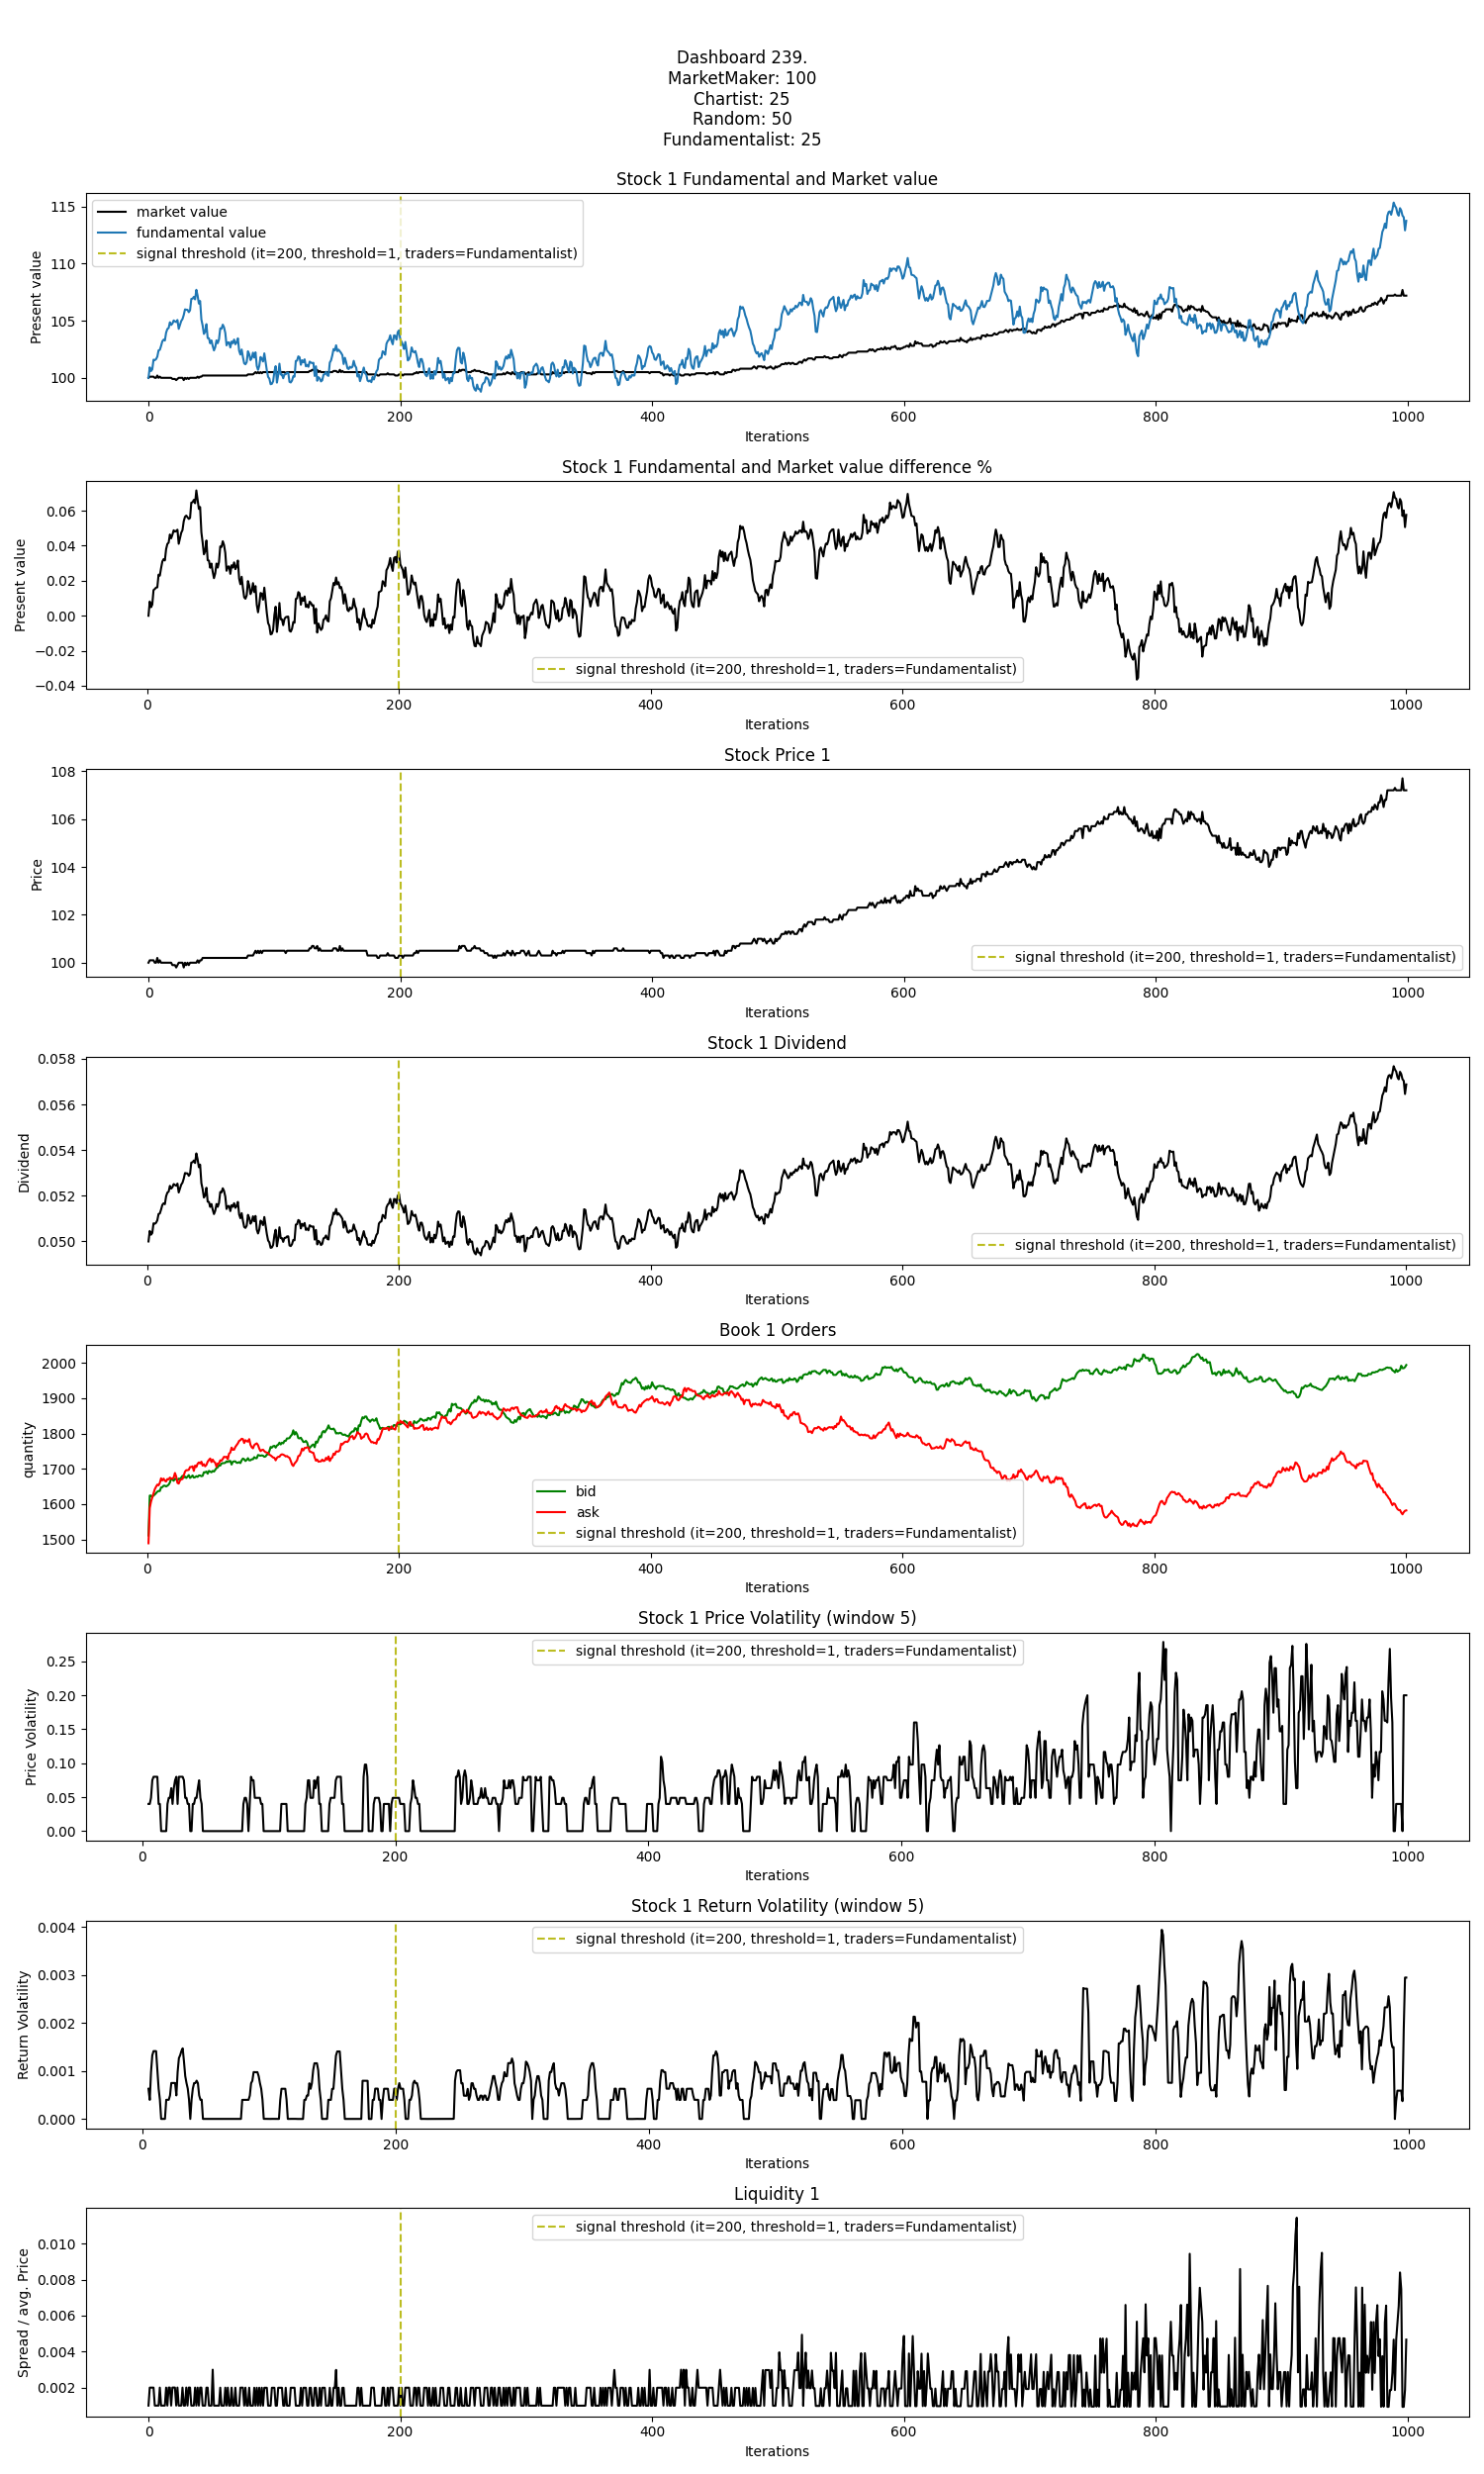 Dashboard 239.
MarketMaker: 100
Chartist: 25
Random: 50
Fundamentalist: 25
Stock 1 Fundamental and Market value
Present value
115
110
105
100
market value
fundamental value
signal threshold (it=200, threshold=1, traders=Fundamentalist)
0 200 400 600 800 1000
Iterations
Stock 1 Fundamental and Market value difference %
Present value
0.06
0.04
0.02
0.00
−0.02
−0.04
signal threshold (it=200, threshold=1, traders=Fundamentalist)
0 200 400 600 800 1000
Iterations
Stock Price 1
Price
108
106
104
102
100
signal threshold (it=200, threshold=1, traders=Fundamentalist)
0 200 400 600 800 1000
Iterations
Stock 1 Dividend
Dividend
0.058
0.056
0.054
0.052
0.050
signal threshold (it=200, threshold=1, traders=Fundamentalist)
0 200 400 600 800 1000
Iterations
Book 1 Orders
quantity
2000
1900
1800
1700
1600
1500
bid
ask
signal threshold (it=200, threshold=1, traders=Fundamentalist)
0 200 400 600 800 1000
Iterations
Stock 1 Price Volatility (window 5)
Price Volatility
0.25
0.20
0.15
0.10
0.05
0.00
signal threshold (it=200, threshold=1, traders=Fundamentalist)
0 200 400 600 800 1000
Iterations
Stock 1 Return Volatility (window 5)
Return Volatility
0.004
0.003
0.002
0.001
0.000
signal threshold (it=200, threshold=1, traders=Fundamentalist)
0 200 400 600 800 1000
Iterations
Liquidity 1
Spread / avg. Price
0.010
0.008
0.006
0.004
0.002
signal threshold (it=200, threshold=1, traders=Fundamentalist)
0 200 400 600 800 1000
Iterations